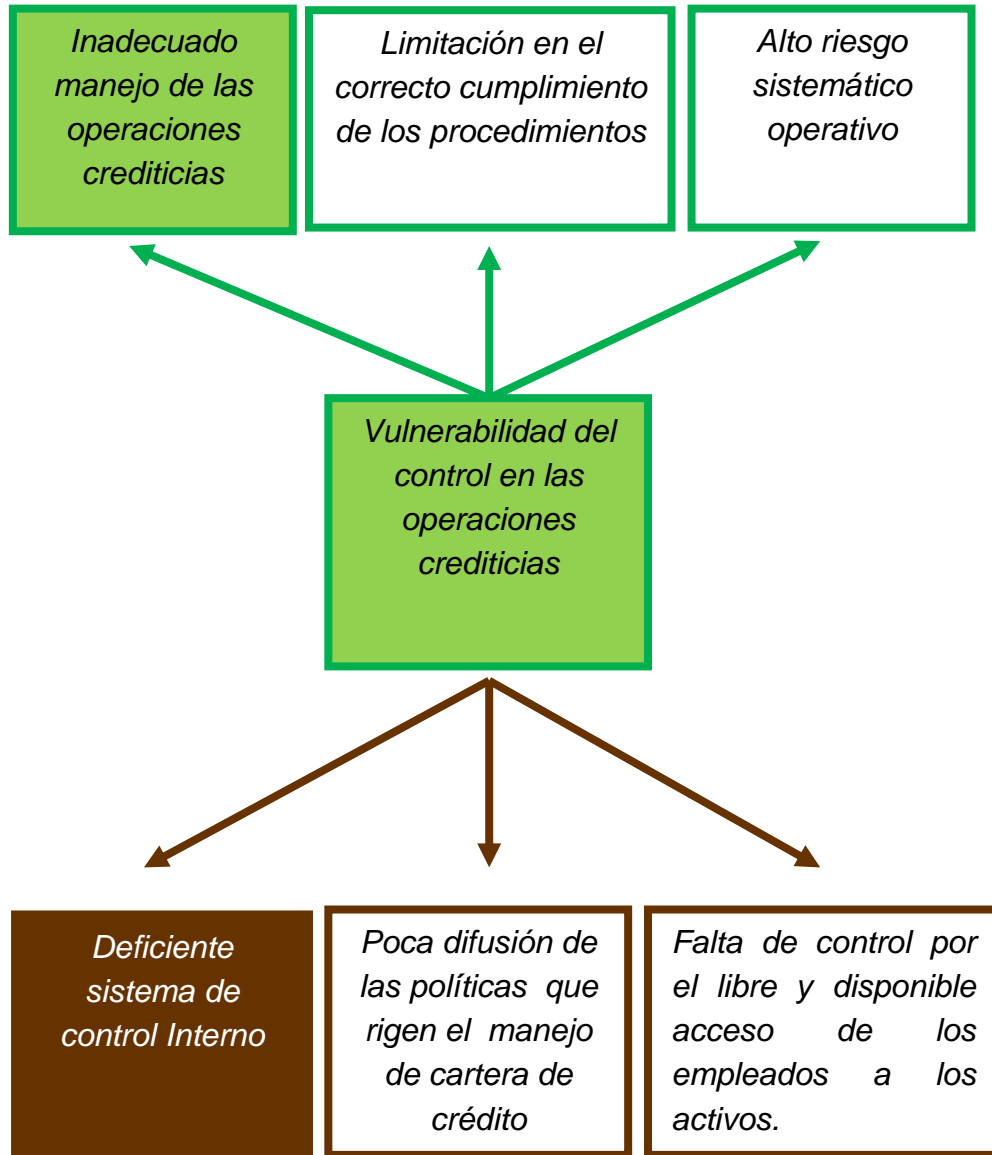 Inadecuado
manejo de las
operaciones
crediticias
Limitación en el
correcto cumplimiento
de los procedimientos
Alto riesgo
sistemático
operativo
Vulnerabilidad del
control en las
operaciones
crediticias
Deficiente
sistema de
control Interno
Poca difusión de
las políticas que
rigen el manejo
de cartera de
crédito
Falta de control por
el libre y disponible
acceso de los
empleados a los
activos.